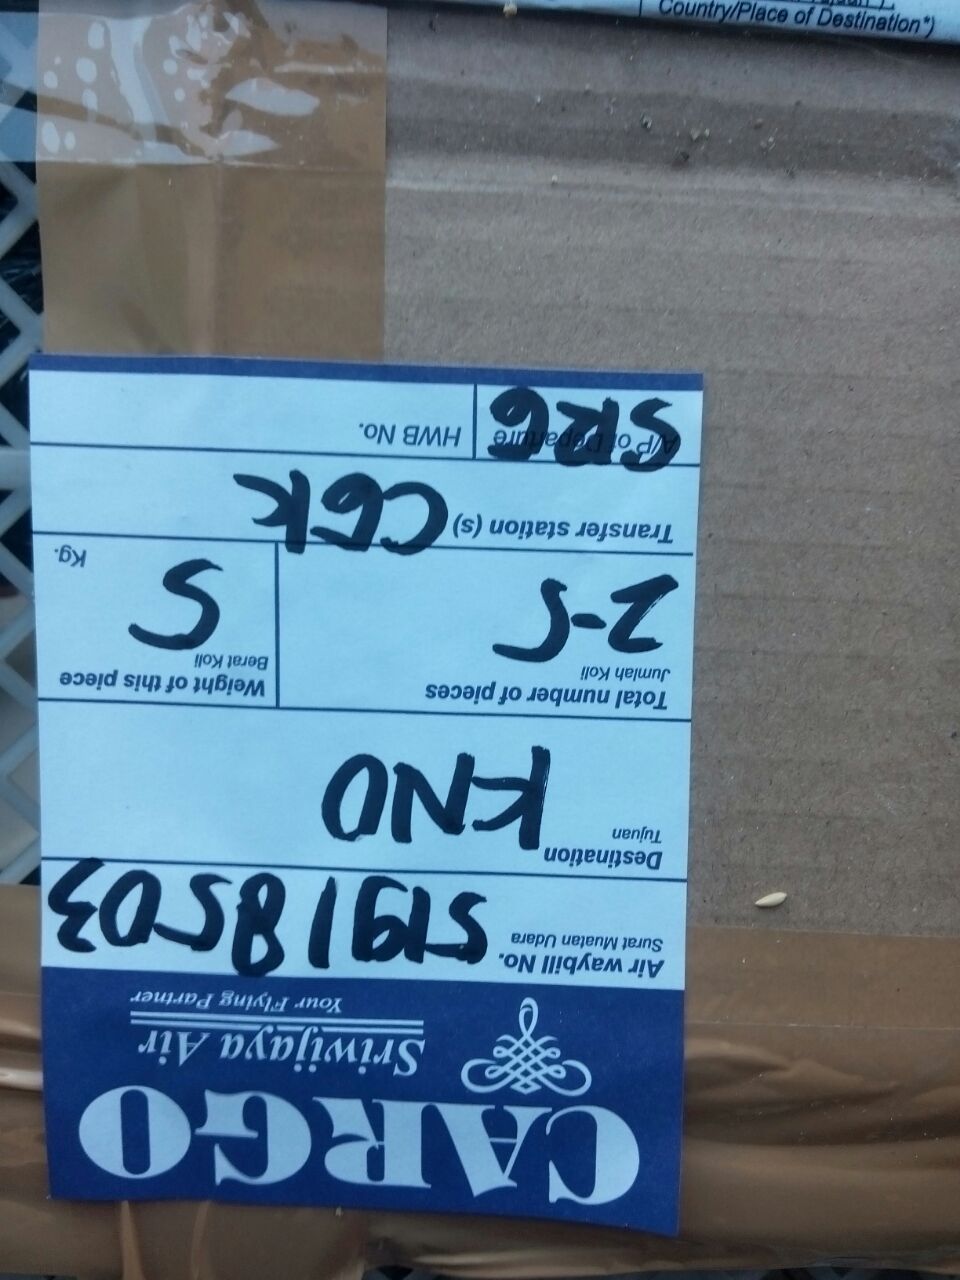 Country/Place of Destination*)
CARGO
Sriwijaya Air
Your Flying Partner
Air waybill No. 51918503
Surat Muatan Udara
Destination
Tujuan
KNO
Total number of pieces
Jumlah Koli
2-5
Weight of this piece
Berat Koli
5 Kg.
Transfer station (s) CGK
A/P of Departure
SRG
HWB No.